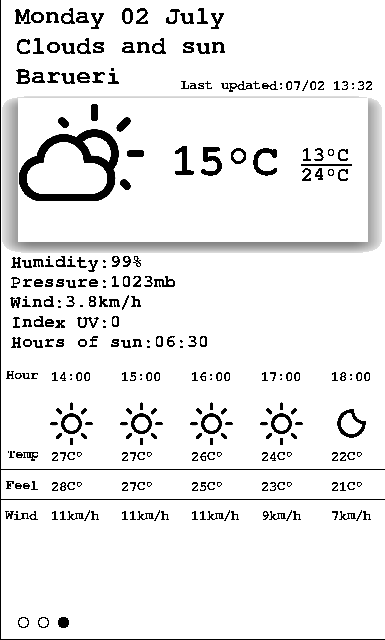 Monday 02 July
Clouds and sun
Barueri
Last updated:07/02 13:32
15°C
13°C
24°C
Humidity:99%
Pressure:1023mb
Wind:3.8km/h
Index UV:0
Hours of sun:06:30
Hour 14:00 15:00 16:00 17:00 18:00
Temp 27C° 27C° 26C° 24C° 22C°
Feel 28C° 27C° 25C° 23C° 21C°
Wind 11km/h 11km/h 11km/h 9km/h 7km/h